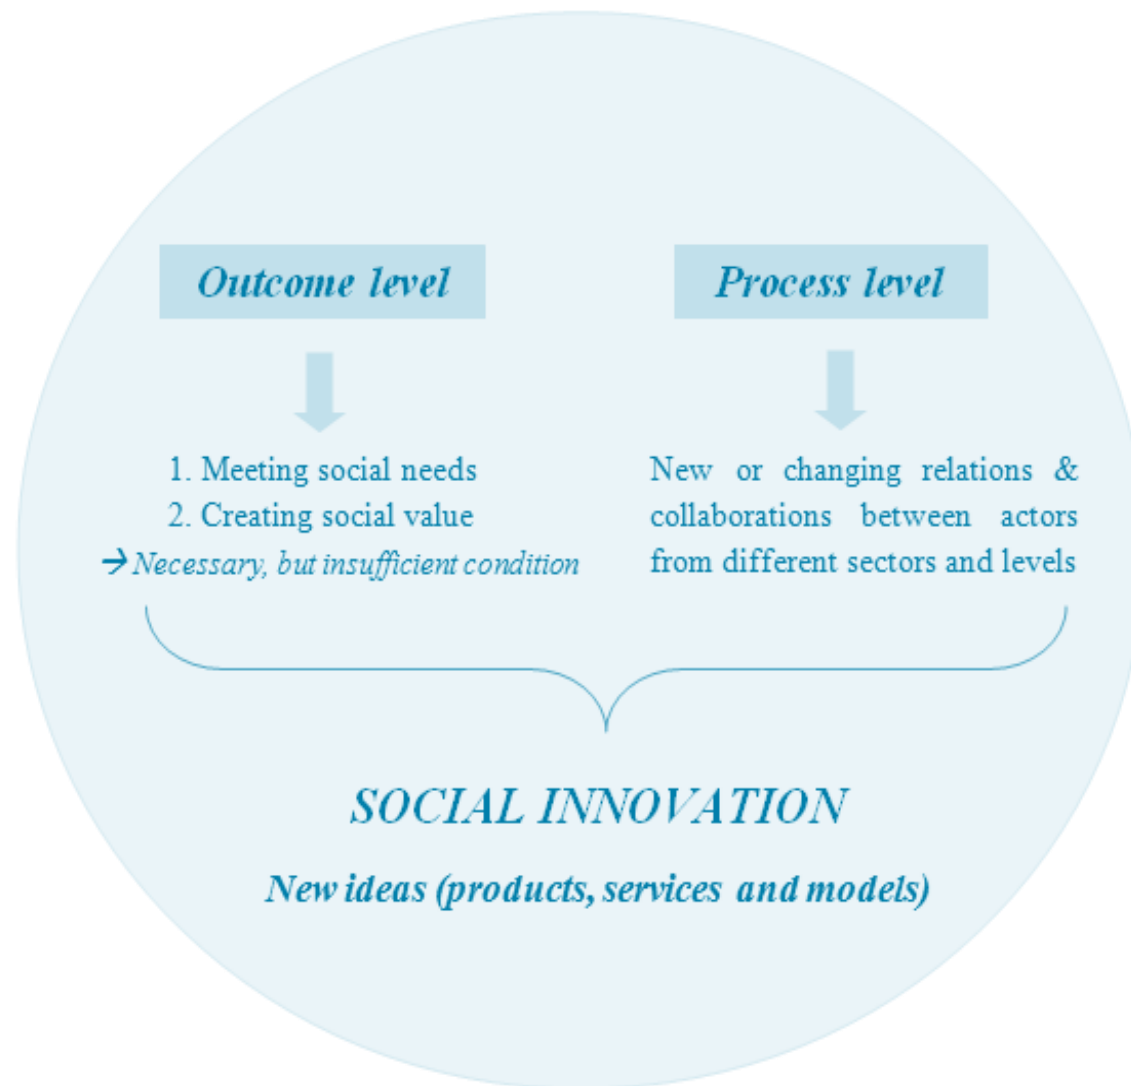 Outcome level
1. Meeting social needs
2. Creating social value
→ Necessary, but insufficient condition
Process level
New or changing relations &
collaborations between actors
from different sectors and levels
SOCIAL INNOVATION
New ideas (products, services and models)